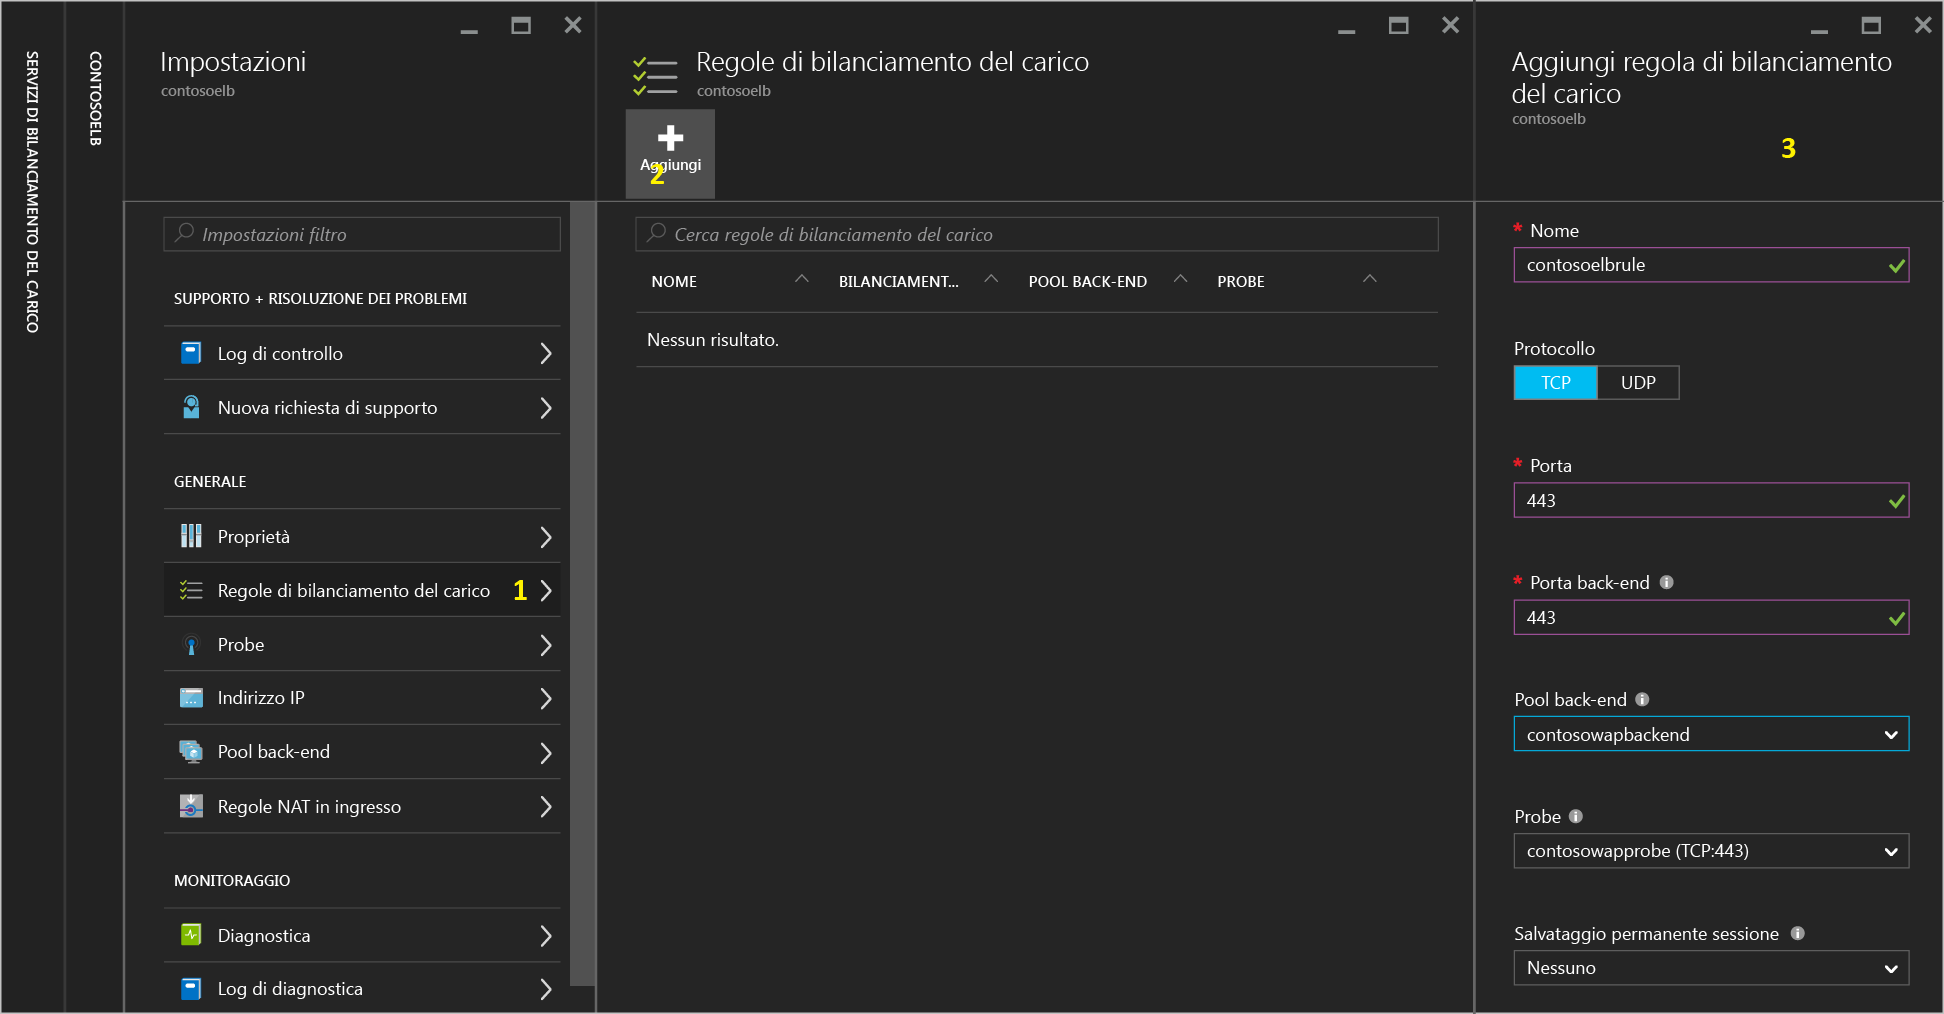 SERVIZI DI BILANCIAMENTO DEL CARICO
CONTOSOELB
Impostazioni
contosoelb
Impostazioni filtro
SUPPORTO + RISOLUZIONE DEI PROBLEMI
Log di controllo
Nuova richiesta di supporto
GENERALE
Proprietà
Regole di bilanciamento del carico 1
Probe
Indirizzo IP
Pool back-end
Regole NAT in ingresso
MONITORAGGIO
Diagnostica
Log di diagnostica
Regole di bilanciamento del carico
contosoelb
Aggiungi
2
Cerca regole di bilanciamento del carico
NOME BILANCIAMENT... POOL BACK-END PROBE
Nessun risultato.
Aggiungi regola di bilanciamento
del carico
contosoelb
3
* Nome
contosoelbrule
Protocollo
TCP UDP
* Porta
443
* Porta back-end
443
Pool back-end
contosowapbackend
Probe
contosowapprobe (TCP:443)
Salvataggio permanente sessione
Nessuno